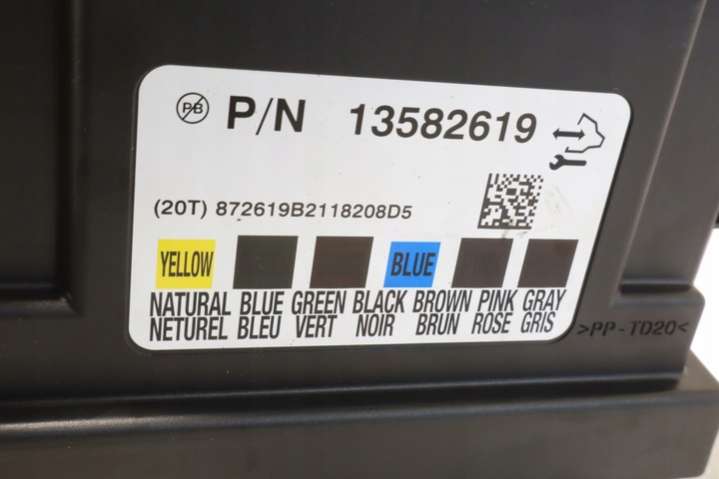 PB P/N 13582619
(20T) 872619B2118208D5
YELLOW BLUE
NATURAL BLUE GREEN BLACK BROWN PINK GRAY
NETUREL BLEU VERT NOIR BRUN ROSE GRIS
>PP-TD20<